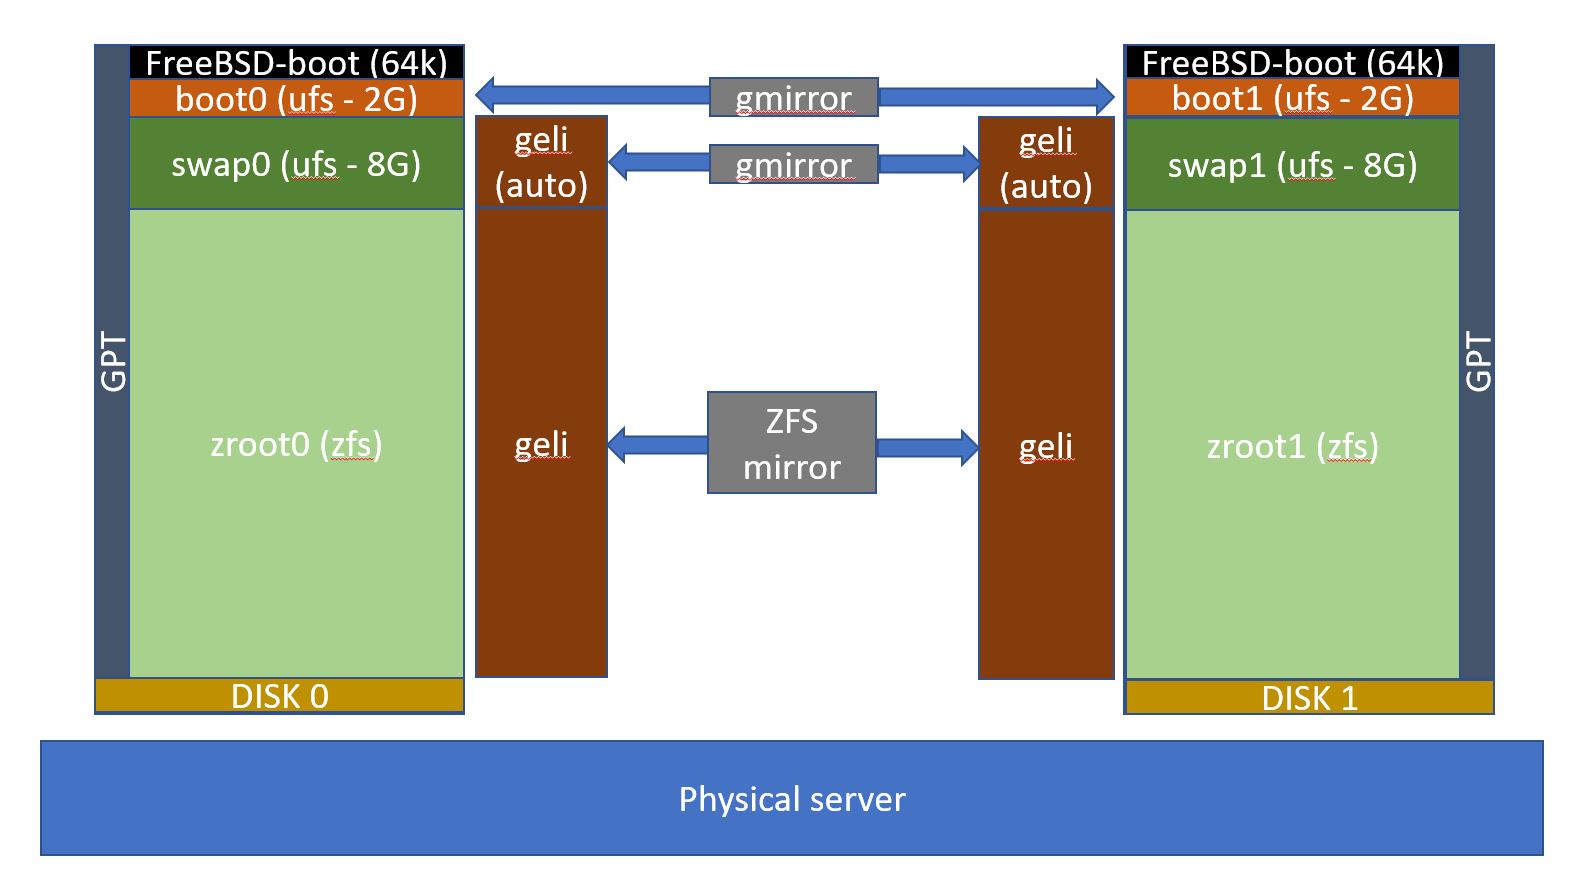 FreeBSD-boot (64k)
boot0 (ufs - 2G)
swap0 (ufs - 8G)
GPT
zroot0 (zfs)
DISK 0
geli
(auto)
geli
gmirror
gmirror
ZFS
mirror
geli
(auto)
geli
FreeBSD-boot (64k)
boot1 (ufs - 2G)
swap1 (ufs - 8G)
GPT
zroot1 (zfs)
DISK 1
Physical server